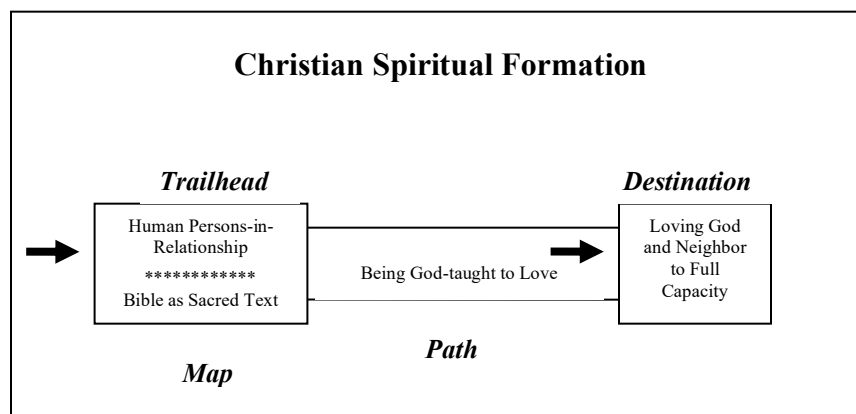 Christian Spiritual Formation
Trailhead
Destination
Human Persons-in-
Relationship
************
Bible as Sacred Text
Being God-taught to Love
Loving God
and Neighbor
to Full
Capacity
Path
Map